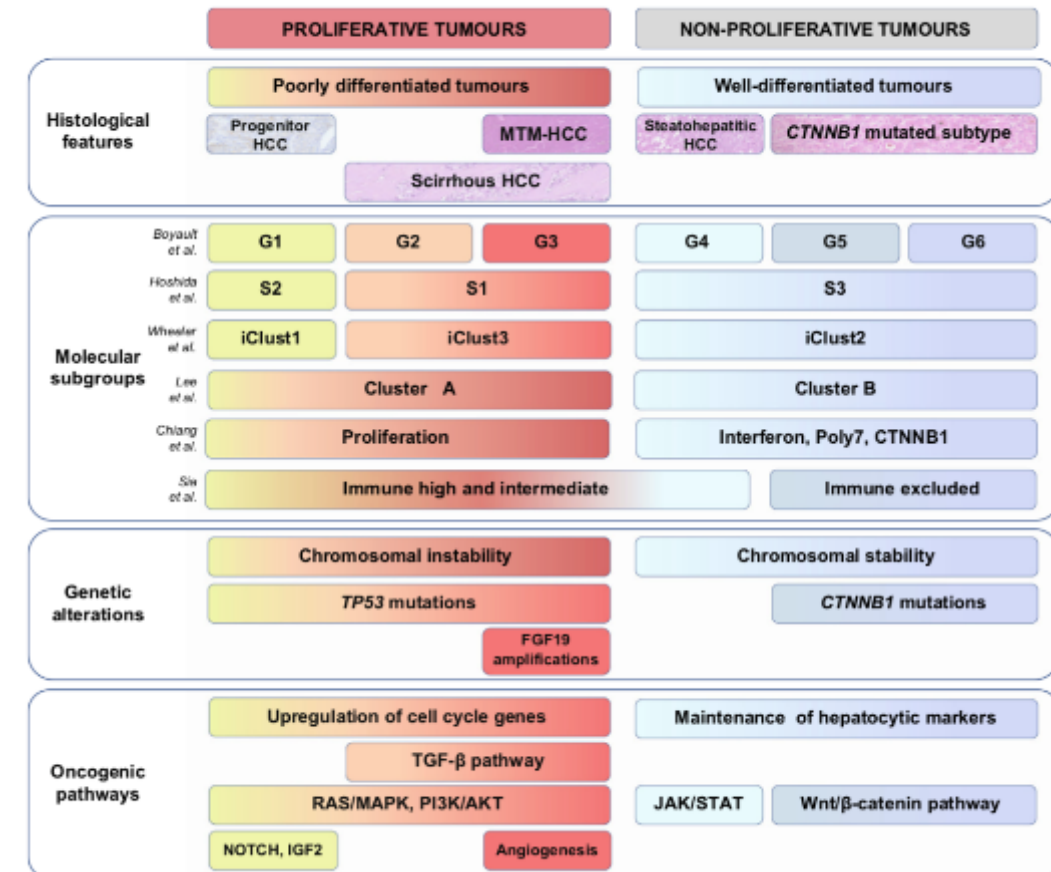 PROLIFERATIVE TUMOURS
NON-PROLIFERATIVE TUMOURS
Histological
features
Poorly differentiated tumours
Well-differentiated tumours
Progenitor
HCC
MTM-HCC
Steatohepatitic
HCC
CTNNB1 mutated subtype
Scirrhous HCC
Molecular
subgroups
Boyault
et al.
G1
G2
G3
G4
G5
G6
Hoshida
et al.
S2
S1
S3
Wheeler
et al.
iClust1
iClust3
iClust2
Lee
et al.
Cluster A
Cluster B
Chiang
et al.
Proliferation
Interferon, Poly7, CTNNB1
Sia
et al.
Immune high and intermediate
Immune excluded
Genetic
alterations
Chromosomal instability
Chromosomal stability
TP53 mutations
CTNNB1 mutations
FGF19
amplifications
Oncogenic
pathways
Upregulation of cell cycle genes
Maintenance of hepatocytic markers
TGF-β pathway
RAS/MAPK, PI3K/AKT
JAK/STAT
Wnt/β-catenin pathway
NOTCH, IGF2
Angiogenesis